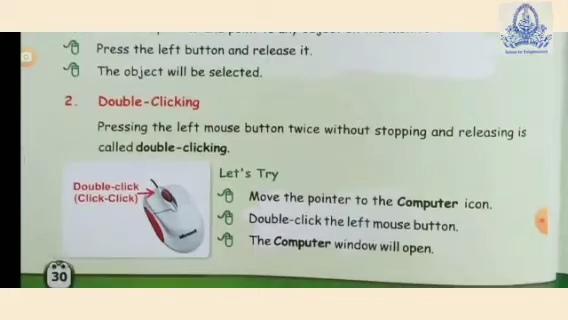 Press the left button and release it.
The object will be selected.
2. Double-Clicking
Pressing the left mouse button twice without stopping and releasing is
called double-clicking.
Let's Try
Double-click
(Click-Click)
Move the pointer to the Computer icon.
Double-click the left mouse button.
The Computer window will open.
Microsoft
30